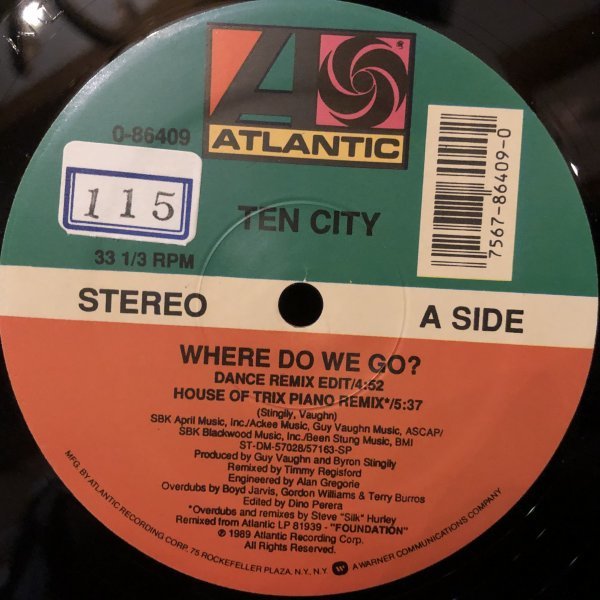 ATLANTIC
0-86409
115
TEN CITY
7567-86409-0
33 1/3 RPM
STEREO
A SIDE
WHERE DO WE GO?
DANCE REMIX EDIT/4:52
HOUSE OF TRIX PIANO REMIX*/5:37
(Stingily, Vaughn)
SBK April Music, Inc./Ackee Music, Guy Vaughn Music, ASCAP/
SBK Blackwood Music, Inc./Been Stung Music, BMI
ST-DM-57028/57163-SP
Produced by Guy Vaughn and Byron Stingily
Remixed by Timmy Regisford
Engineered by Alan Gregorie
Overdubs by Boyd Jarvis, Gordon Williams & Terry Burros
Edited by Dino Perera
*Overdubs and remixes by Steve "Silk" Hurley
Remixed from Atlantic LP 81939 - "FOUNDATION"
℗ 1989 Atlantic Recording Corp.
All Rights Reserved.
MFG. BY ATLANTIC RECORDING CORP. 75 ROCKEFELLER PLAZA, N.Y., N.Y. A WARNER COMMUNICATIONS COMPANY